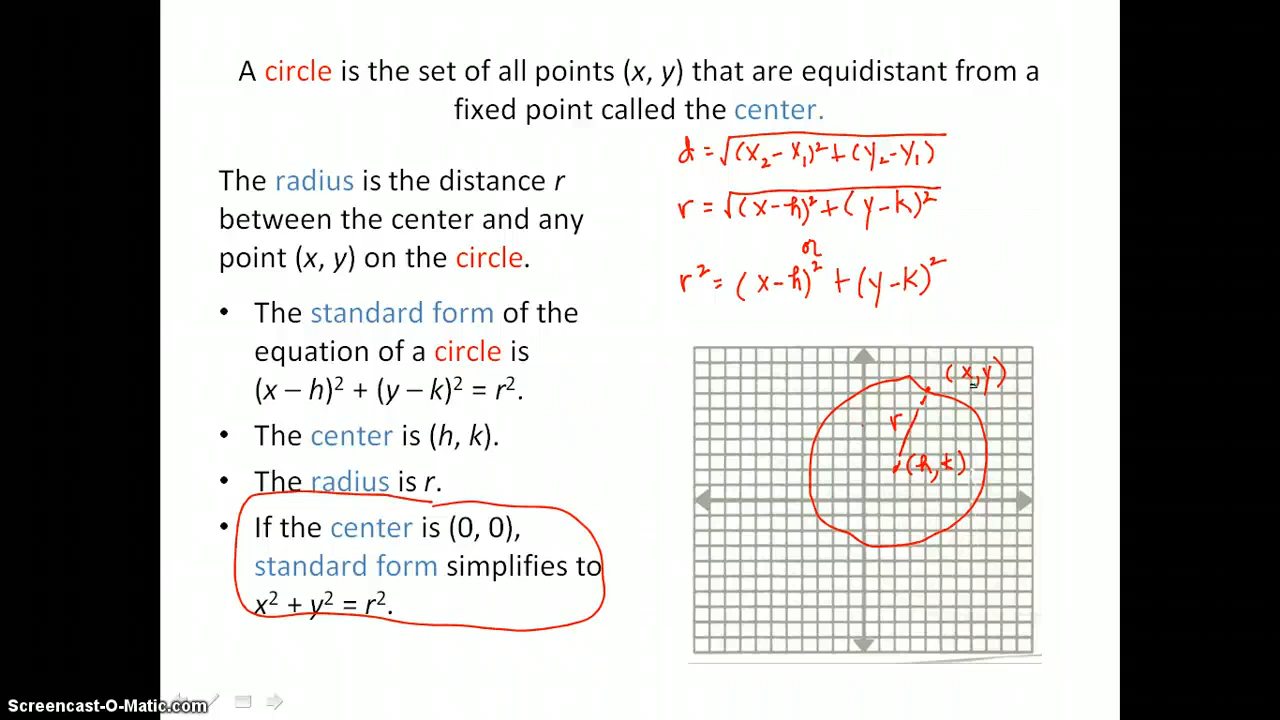 A circle is the set of all points (x, y) that are equidistant from a
fixed point called the center.
The radius is the distance r
between the center and any
point (x, y) on the circle.
• The standard form of the
equation of a circle is
(x – h)² + (y – k)² = r².
• The center is (h, k).
• The radius is r.
• If the center is (0, 0),
standard form simplifies to
x² + y² = r².
d = √(x₂ - x₁)² + (y₂ - y₁)
r = √(x - h)² + (y - k)²
or
r² = (x - h)² + (y - k)²
(x, y)
r
(h, k)
Screencast-O-Matic.com